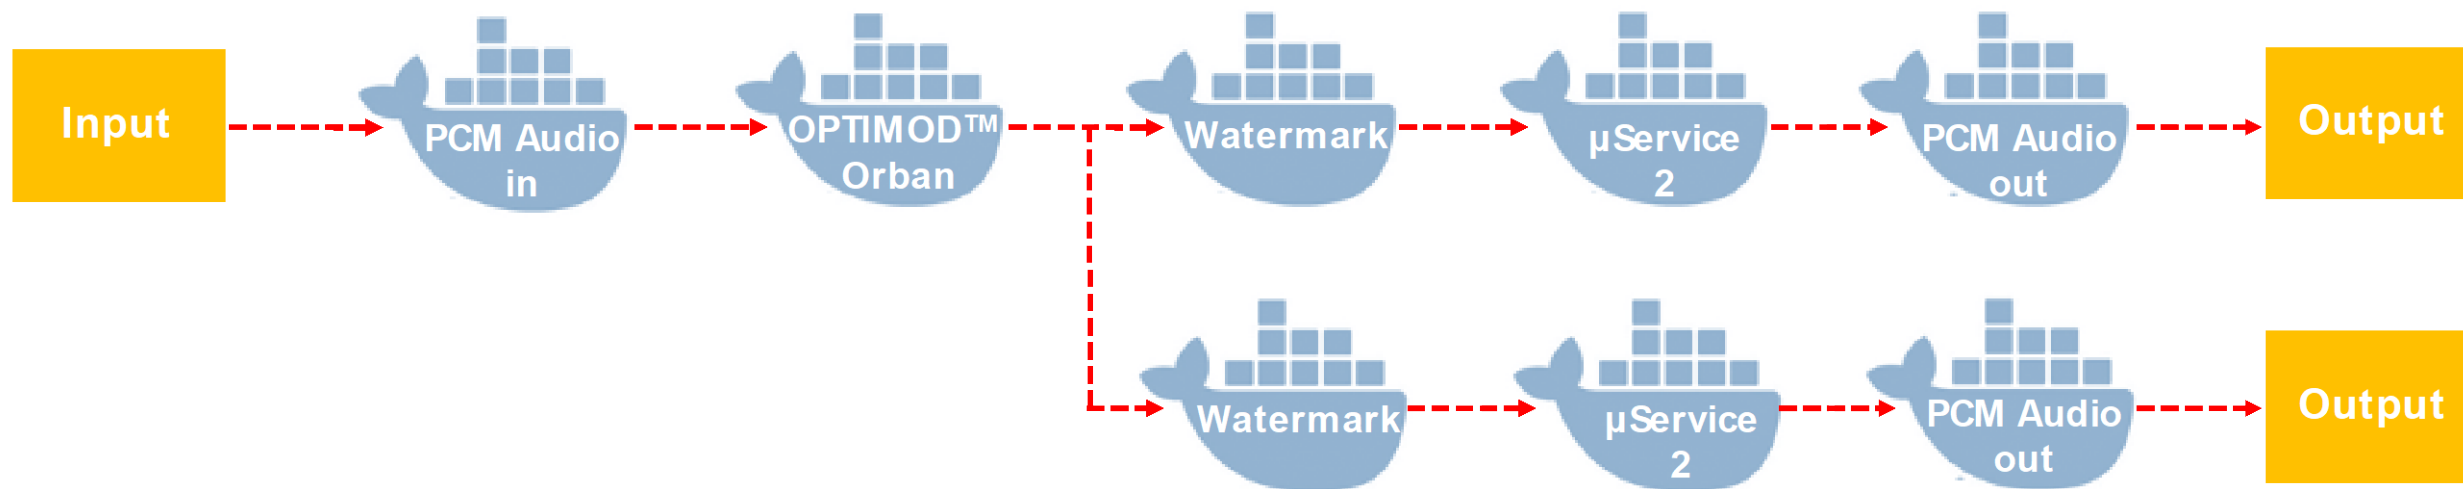 Input
PCM Audio
in
OPTIMOD™
Orban
Watermark
µService
2
PCM Audio
out
Output
Watermark
µService
2
PCM Audio
out
Output